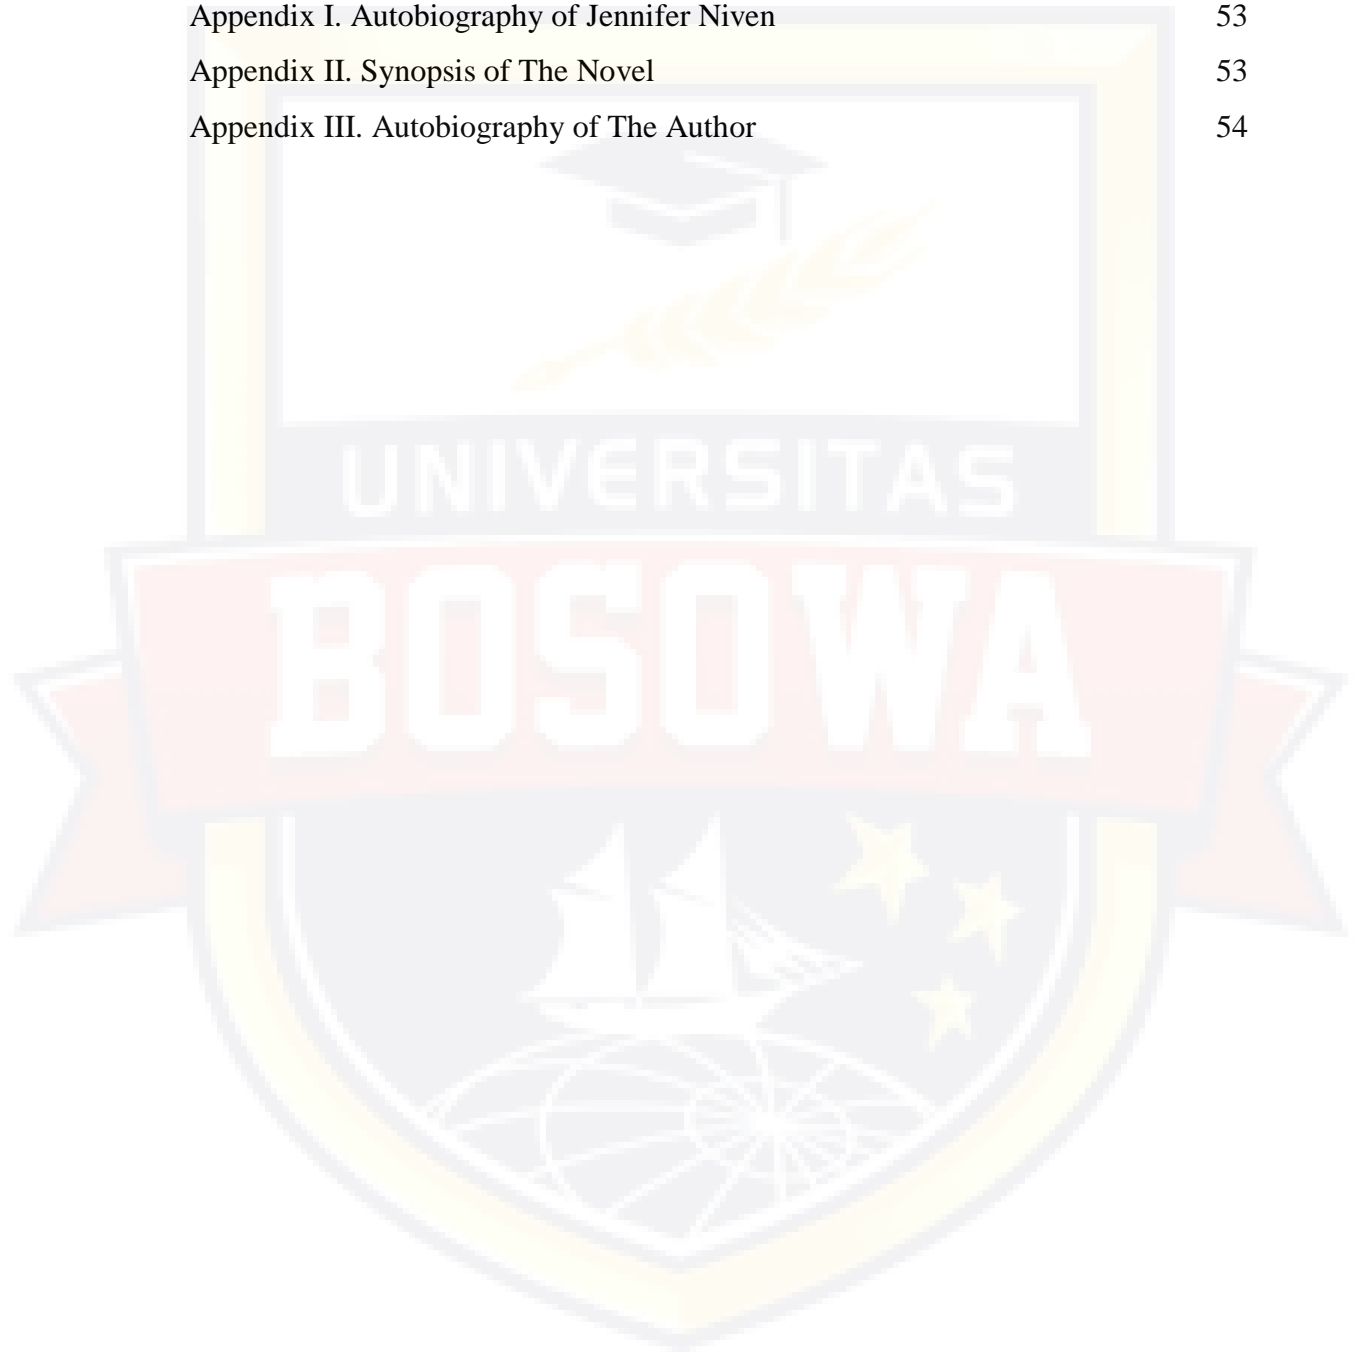 Appendix I. Autobiography of Jennifer Niven 53
Appendix II. Synopsis of The Novel 53
Appendix III. Autobiography of The Author 54
UNIVERSITAS
BOSOWA